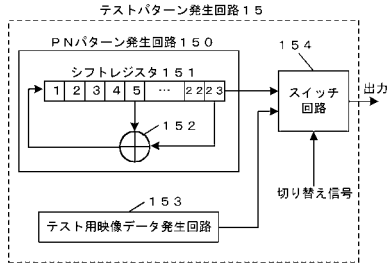 テストパターン発生回路15
PNパターン発生回路150
シフトレジスタ151
1 2 3 4 5 … 22 23
152
154
スイッチ
回路
出力
切り替え信号
153
テスト用映像データ発生回路